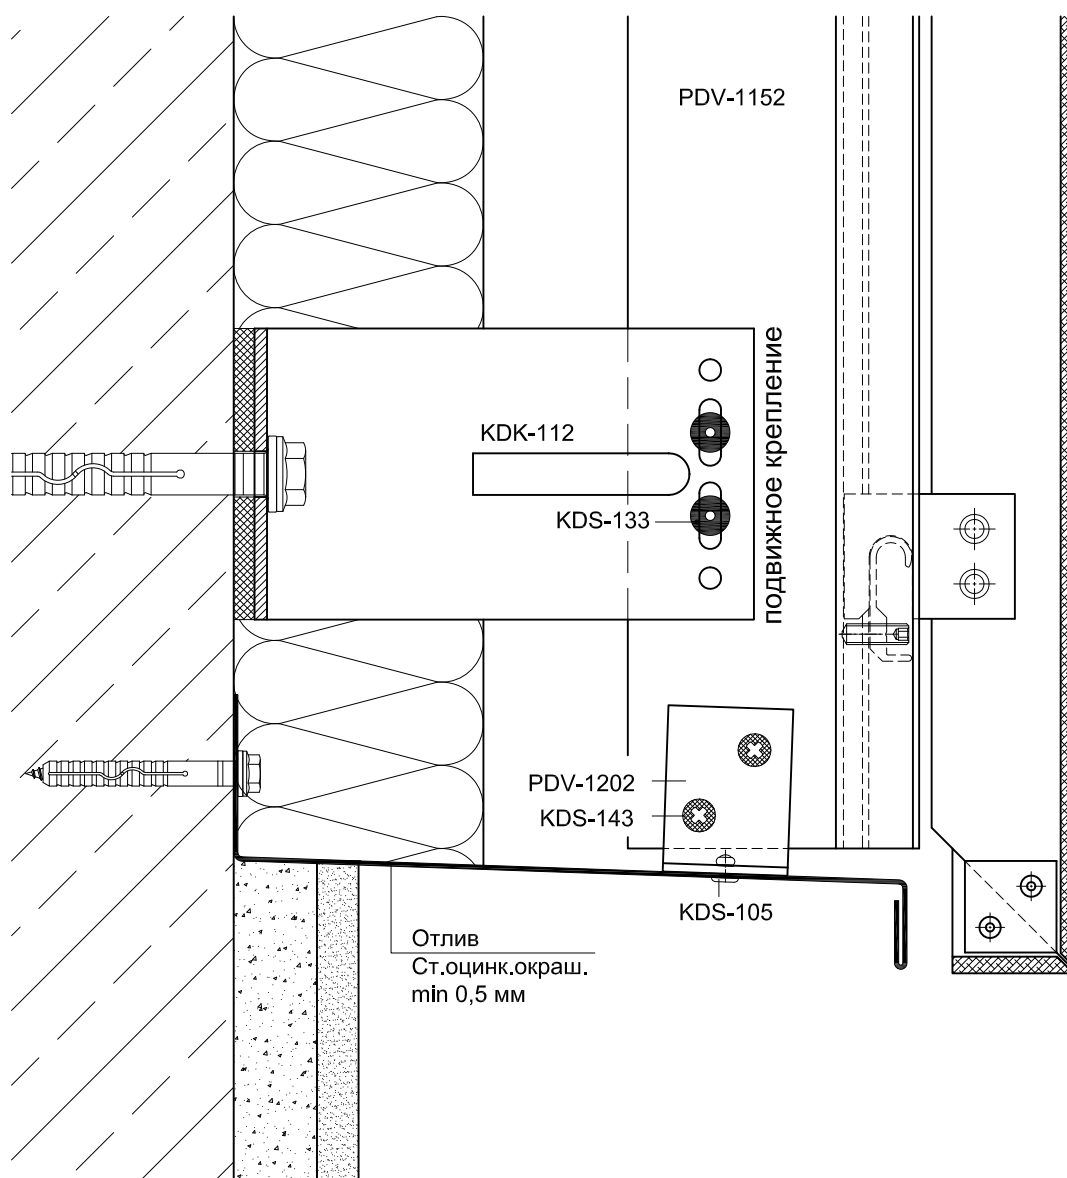 PDV-1152
подвижное крепление
KDK-112
KDS-133
PDV-1202
KDS-143
KDS-105
Отлив
Ст.оцинк.окраш.
min 0,5 мм